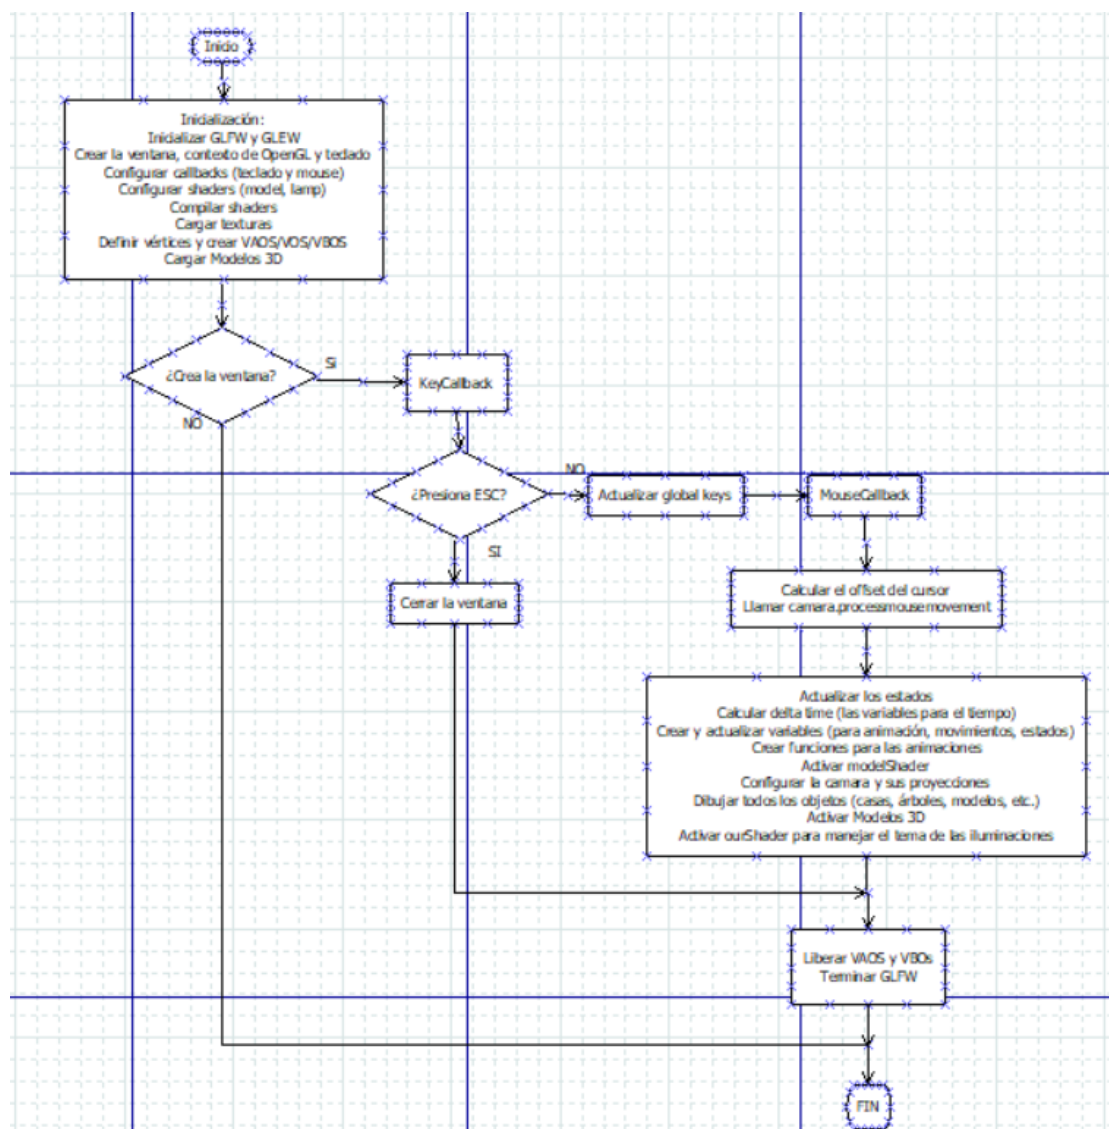 Inicio
Inicialización:
Inicializar GLFW y GLEW
Crear la ventana, contexto de OpenGL y teclado
Configurar callbacks (teclado y mouse)
Configurar shaders (model, lamp)
Compilar shaders
Cargar texturas
Definir vértices y crear VAOS/VOS/VBOS
Cargar Modelos 3D
¿Crea la ventana?
SI
NO
KeyCallback
¿Presiona ESC?
NO
SI
Actualizar global keys
MouseCallback
Cerrar la ventana
Calcular el offset del cursor
Llamar camara.processmousemovement
Actualizar los estados
Calcular delta time (las variables para el tiempo)
Crear y actualizar variables (para animación, movimientos, estados)
Crear funciones para las animaciones
Activar modelShader
Configurar la camara y sus proyecciones
Dibujar todos los objetos (casas, árboles, modelos, etc.)
Activar Modelos 3D
Activar ourShader para manejar el tema de las iluminaciones
Liberar VAOS y VBOs
Terminar GLFW
FIN